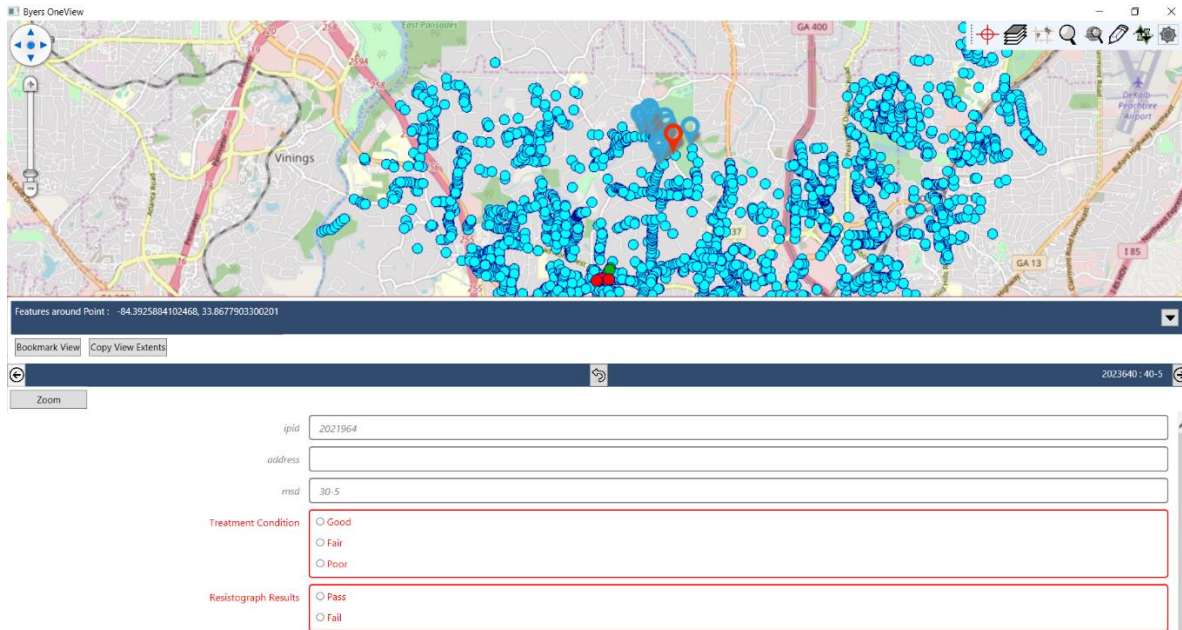 Byers OneView
East Palisades
GA 400
DeKalb
Peachtree
Airport
Vinings
GA 13
I 85
Features around Point : -84.3925884102468, 33.8677903300201
Bookmark View Copy View Extents
2023640 : 40-5
Zoom
ipid 2021964
address
msd 30-5
Treatment Condition Good
Fair
Poor
Resistograph Results Pass
Fail